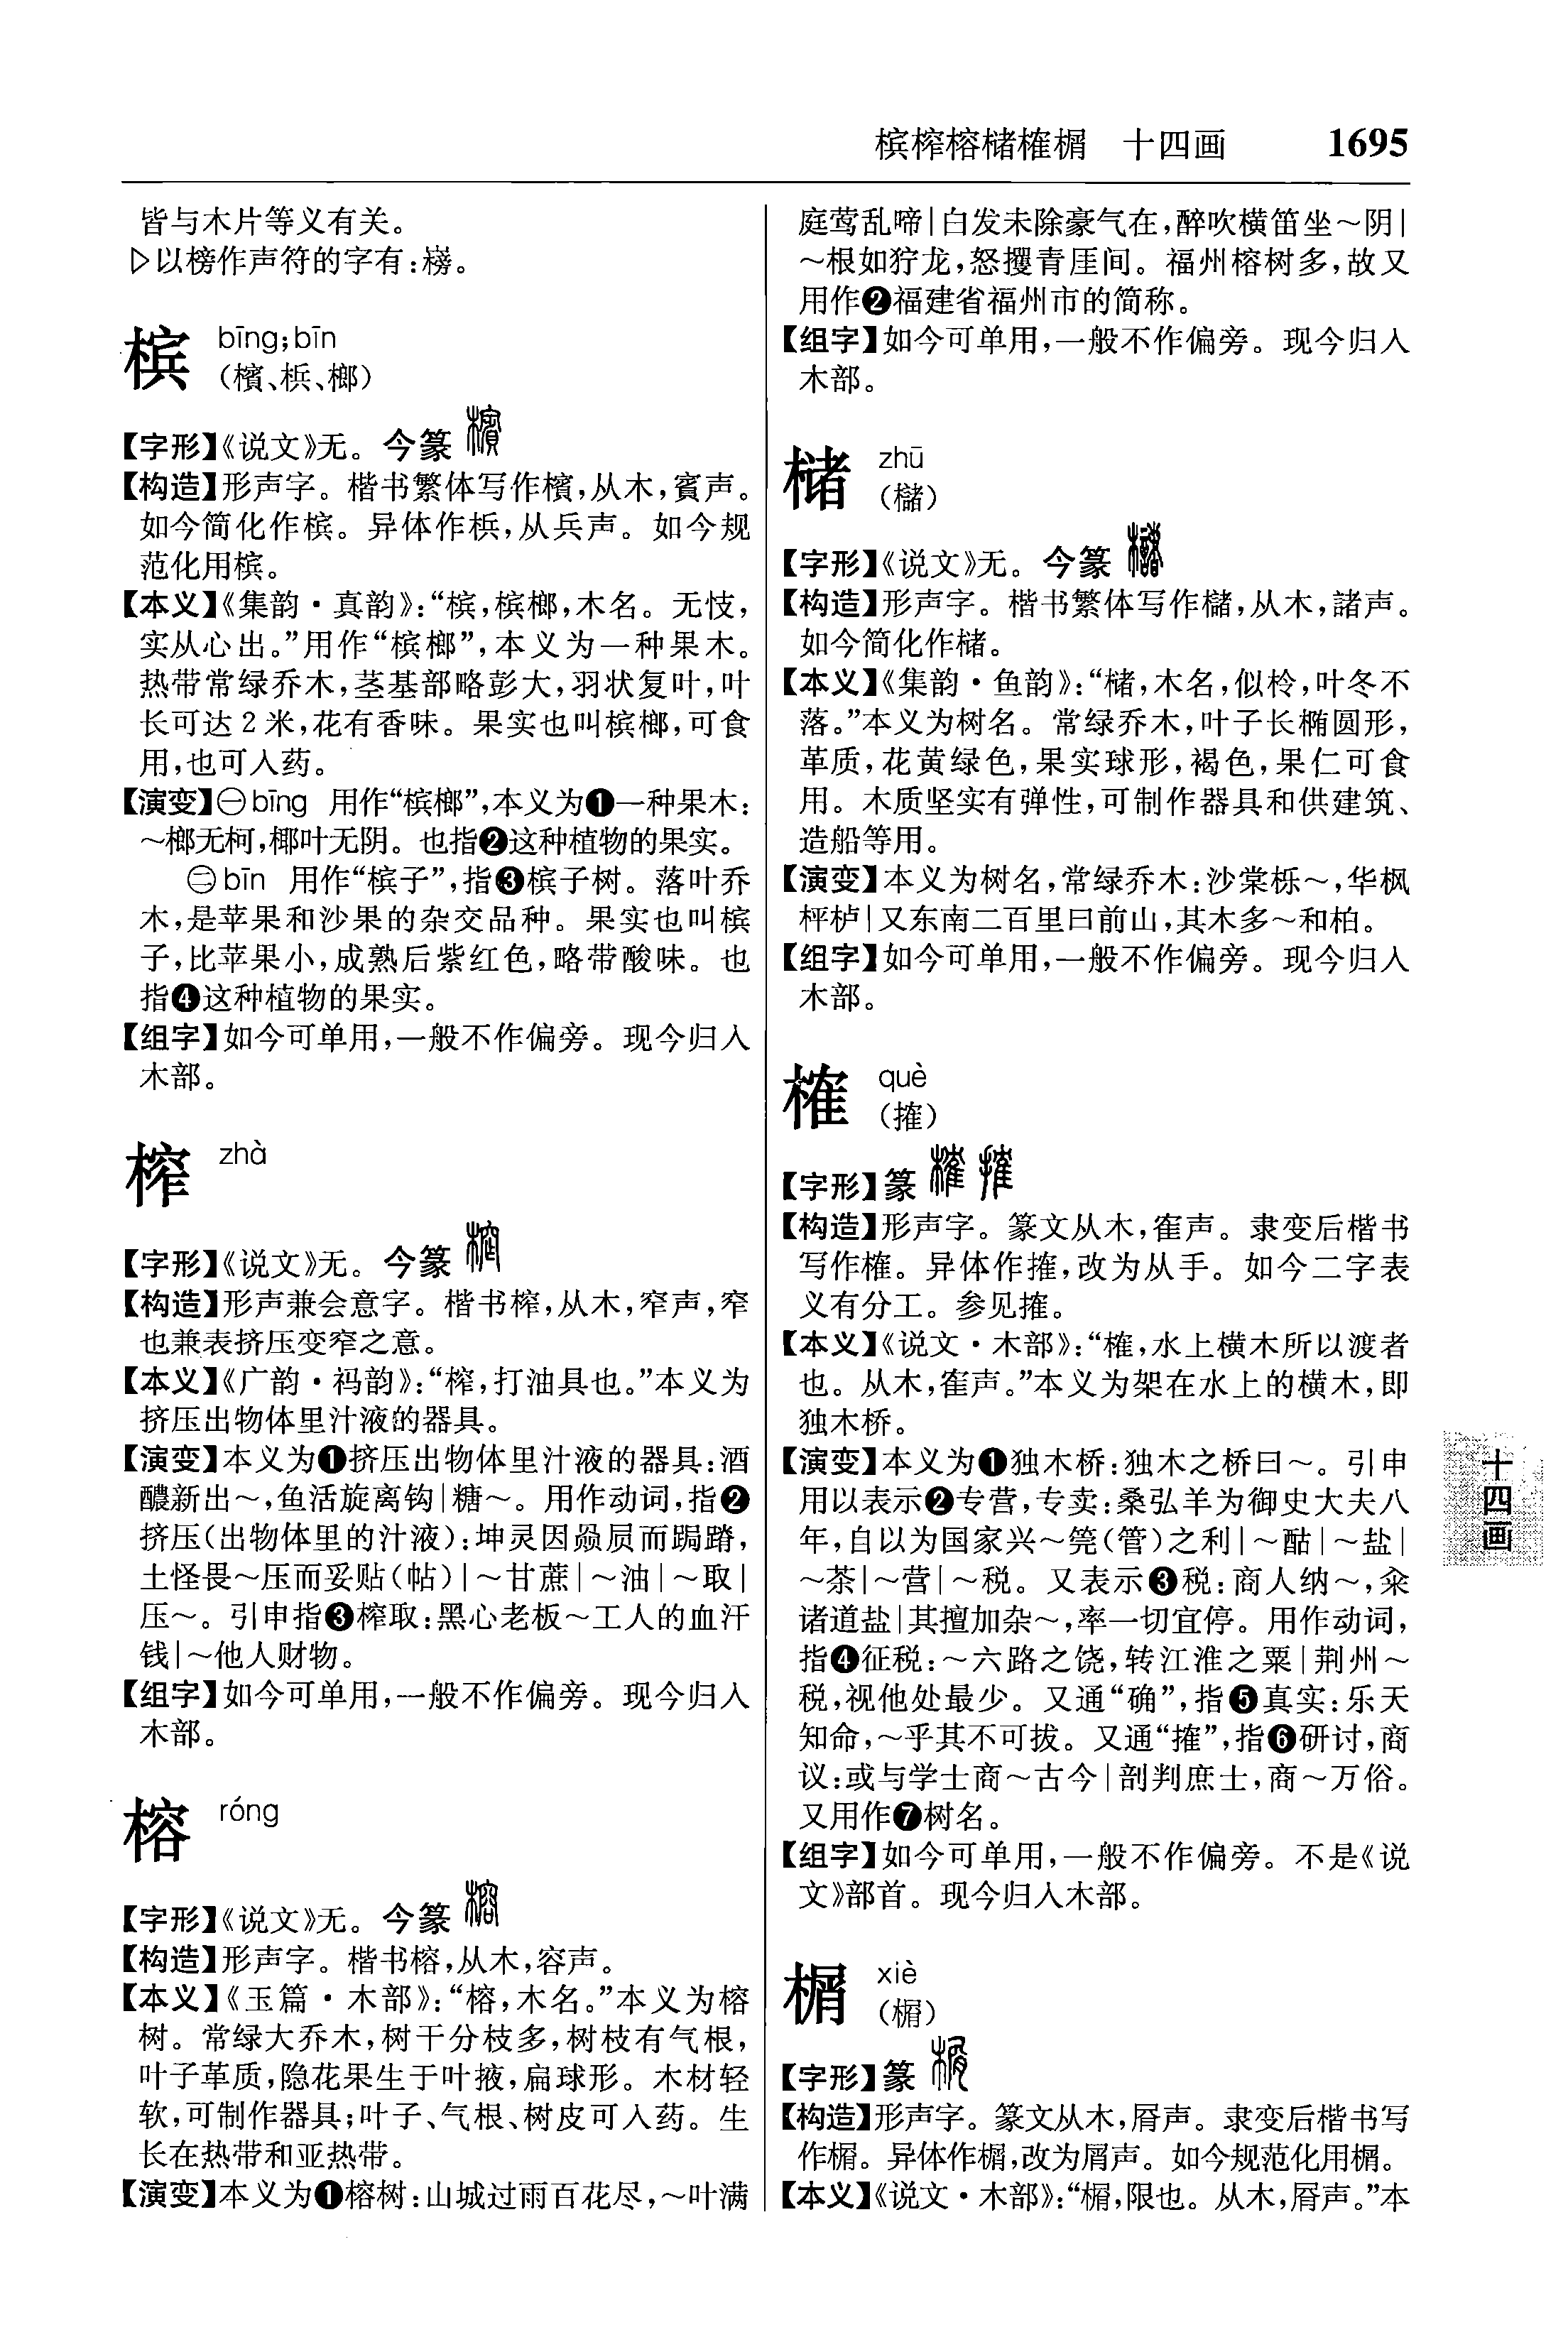 槟榨榕槠榷榍　十四画　1695
皆与木片等义有关。
▷以榜作声符的字有:㮄。
槟 bīng;bīn
(檳、梹、榔)
【字形】《说文》无。今篆
【构造】形声字。楷书繁体写作檳,从木,賓声。
如今简化作槟。异体作梹,从兵声。如今规
范化用槟。
【本义】《集韵·真韵》:“槟,槟榔,木名。无忮,
实从心出。”用作“槟榔”,本义为一种果木。
热带常绿乔木,茎基部略彭大,羽状复叶,叶
长可达2米,花有香味。果实也叫槟榔,可食
用,也可入药。
【演变】㊀bīng 用作“槟榔”,本义为❶一种果木:
～榔无柯,椰叶无阴。也指❷这种植物的果实。
㊁bīn 用作“槟子”,指❸槟子树。落叶乔
木,是苹果和沙果的杂交品种。果实也叫槟
子,比苹果小,成熟后紫红色,略带酸味。也
指❹这种植物的果实。
【组字】如今可单用,一般不作偏旁。现今归入
木部。
榨 zhà
【字形】《说文》无。今篆
【构造】形声兼会意字。楷书榨,从木,窄声,窄
也兼表挤压变窄之意。
【本义】《广韵·祃韵》:“榨,打油具也。”本义为
挤压出物体里汁液的器具。
【演变】本义为❶挤压出物体里汁液的器具:酒
醲新出～,鱼活旋离钩|糖～。用作动词,指❷
挤压(出物体里的汁液):坤灵因赑屃而跼蹐,
土怪畏～压而妥贴(帖)|～甘蔗|～油|～取|
压～。引申指❸榨取:黑心老板～工人的血汗
钱|～他人财物。
【组字】如今可单用,一般不作偏旁。现今归入
木部。
榕 róng
【字形】《说文》无。今篆
【构造】形声字。楷书榕,从木,容声。
【本义】《玉篇·木部》:“榕,木名。”本义为榕
树。常绿大乔木,树干分枝多,树枝有气根,
叶子革质,隐花果生于叶掖,扁球形。木材轻
软,可制作器具;叶子、气根、树皮可入药。生
长在热带和亚热带。
【演变】本义为❶榕树:山城过雨百花尽,～叶满
庭莺乱啼|白发未除豪气在,醉吹横笛坐～阴|
～根如狞龙,怒攫青厓间。福州榕树多,故又
用作❷福建省福州市的简称。
【组字】如今可单用,一般不作偏旁。现今归入
木部。
槠 zhū
(櫧)
【字形】《说文》无。今篆
【构造】形声字。楷书繁体写作櫧,从木,諸声。
如今简化作槠。
【本义】《集韵·鱼韵》:“槠,木名,似柃,叶冬不
落。”本义为树名。常绿乔木,叶子长椭圆形,
革质,花黄绿色,果实球形,褐色,果仁可食
用。木质坚实有弹性,可制作器具和供建筑、
造船等用。
【演变】本义为树名,常绿乔木:沙棠栎～,华枫
枰栌|又东南二百里曰前山,其木多～和柏。
【组字】如今可单用,一般不作偏旁。现今归入
木部。
榷 què
(搉)
【字形】篆
【构造】形声字。篆文从木,隺声。隶变后楷书
写作榷。异体作搉,改为从手。如今二字表
义有分工。参见搉。
【本义】《说文·木部》:“榷,水上横木所以渡者
也。从木,隺声。”本义为架在水上的横木,即
独木桥。
【演变】本义为❶独木桥:独木之桥曰～。引申
用以表示❷专营,专卖:桑弘羊为御史大夫八
年,自以为国家兴～筦(管)之利|～酤|～盐|
～茶|～营|～税。又表示❸税:商人纳～,籴
诸道盐|其擅加杂～,率一切宜停。用作动词,
指❹征税:～六路之饶,转江淮之粟|荆州～
税,视他处最少。又通“确”,指❺真实:乐天
知命,～乎其不可拔。又通“搉”,指❻研讨,商
议:或与学士商～古今|剖判庶士,商～万俗。
又用作❼树名。
【组字】如今可单用,一般不作偏旁。不是《说
文》部首。现今归入木部。
榍 xiè
(㮨)
【字形】篆
【构造】形声字。篆文从木,屑声。隶变后楷书写
作㮨。异体作榍,改为屑声。如今规范化用榍。
【本义】《说文·木部》:“榍,限也。从木,屑声。”本
十四画